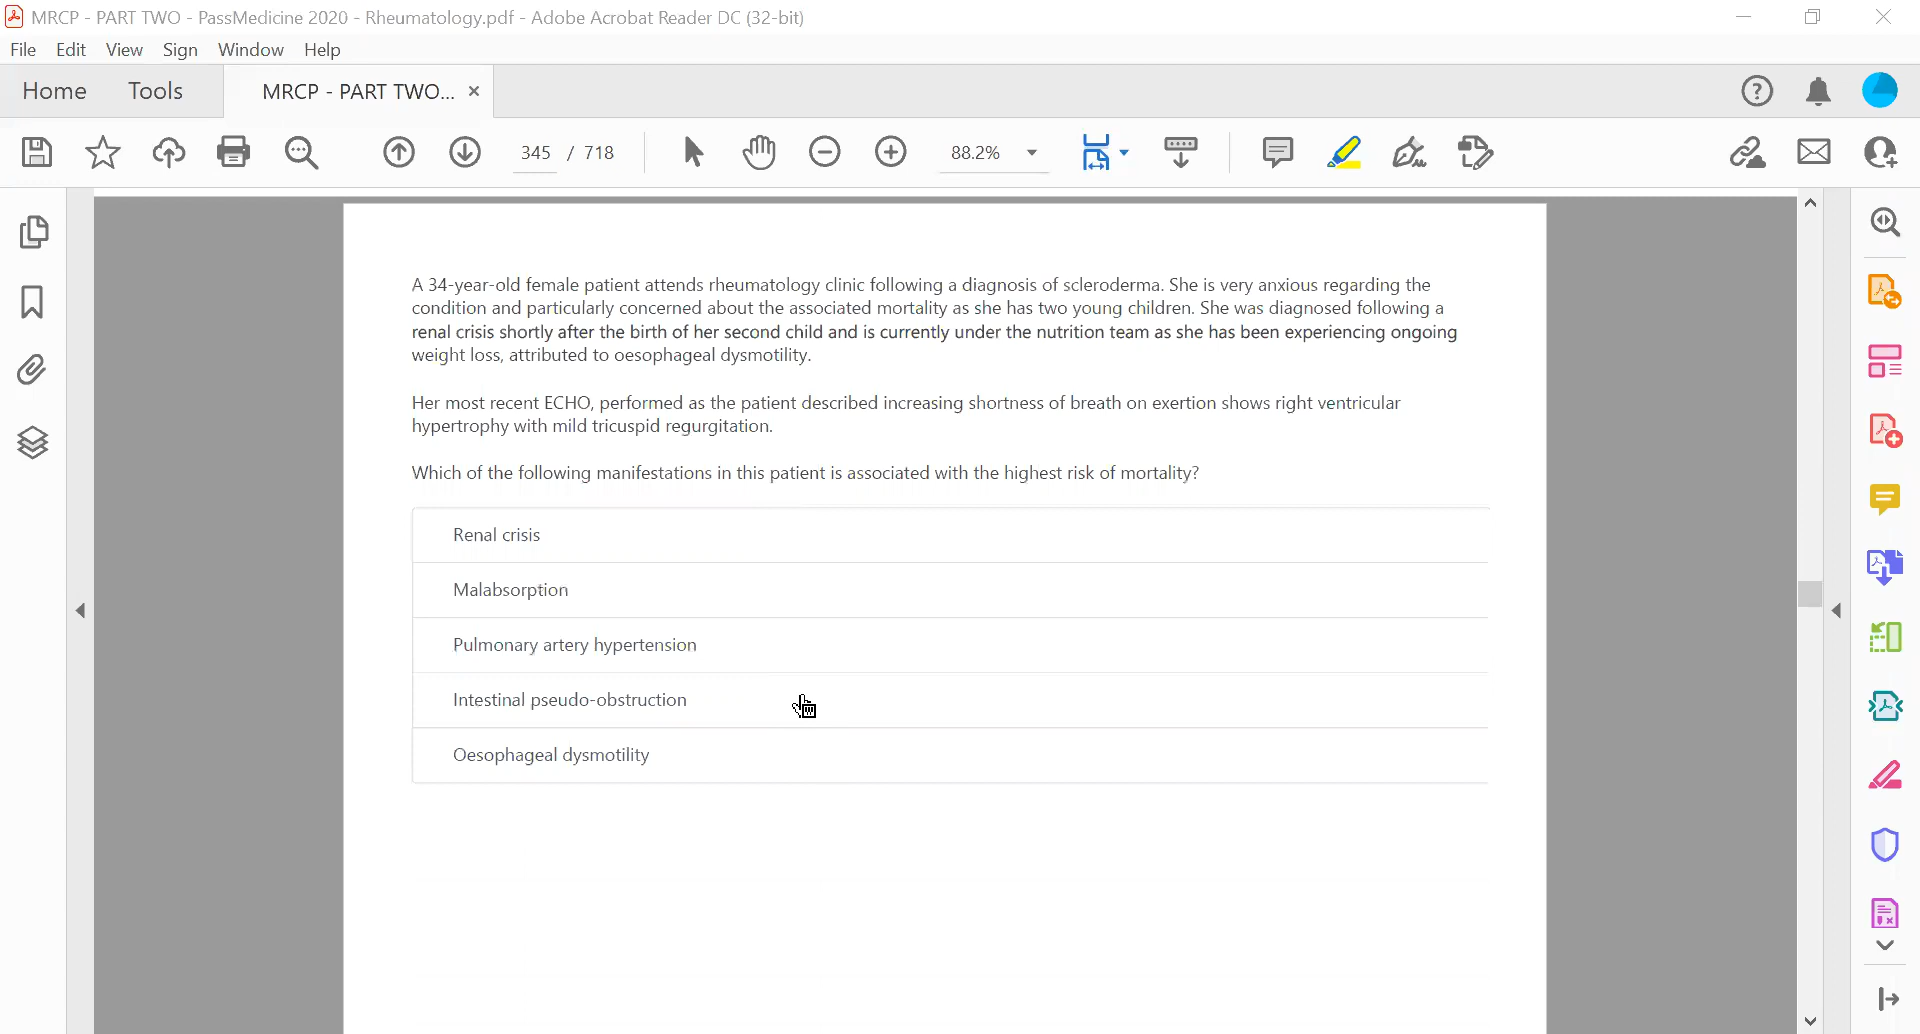 MRCP - PART TWO - PassMedicine 2020 - Rheumatology.pdf - Adobe Acrobat Reader DC (32-bit)
File Edit View Sign Window Help
Home Tools MRCP - PART TWO... ×
345 / 718 88.2%
A 34-year-old female patient attends rheumatology clinic following a diagnosis of scleroderma. She is very anxious regarding the
condition and particularly concerned about the associated mortality as she has two young children. She was diagnosed following a
renal crisis shortly after the birth of her second child and is currently under the nutrition team as she has been experiencing ongoing
weight loss, attributed to oesophageal dysmotility.
Her most recent ECHO, performed as the patient described increasing shortness of breath on exertion shows right ventricular
hypertrophy with mild tricuspid regurgitation.
Which of the following manifestations in this patient is associated with the highest risk of mortality?
Renal crisis
Malabsorption
Pulmonary artery hypertension
Intestinal pseudo-obstruction
Oesophageal dysmotility